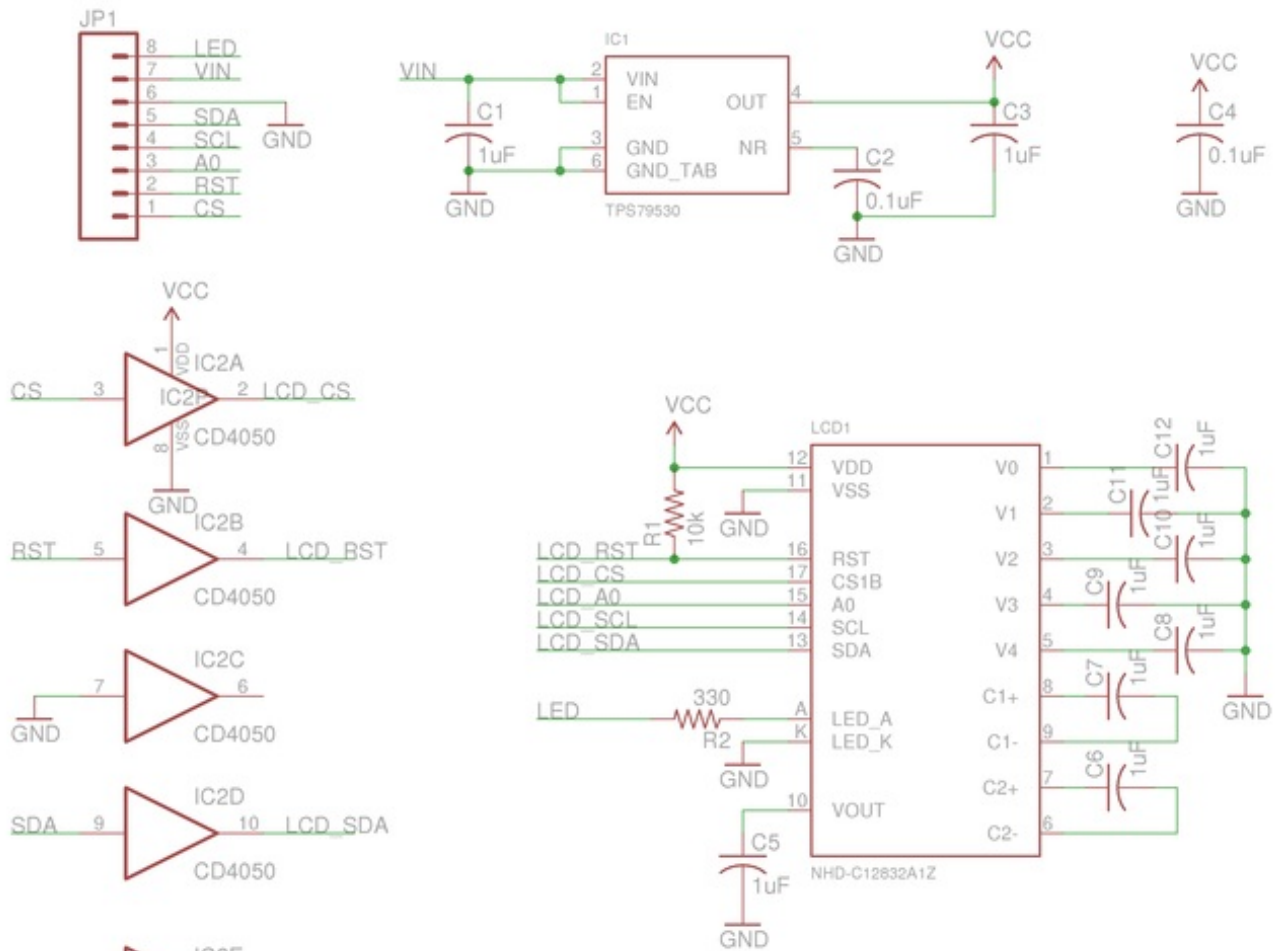 JP1
8 LED
7 VIN
6
5 SDA
4 SCL
3 A0
2 RST
1 CS
GND
VIN
C1
1uF
GND
IC1
2 VIN
1 EN
3 GND
6 GND_TAB
OUT 4
NR 5
TPS79530
C2
0.1uF
GND
VCC
C3
1uF
VCC
C4
0.1uF
GND
VCC
1 VDD
IC2A
CS 3 IC2P 2 LCD_CS
8 VSS
CD4050
GND
IC2B
RST 5 4 LCD_RST
CD4050
IC2C
7 6
GND
CD4050
IC2D
SDA 9 10 LCD_SDA
CD4050
VCC
R1
10k
GND
LCD_RST
LCD_CS
LCD_A0
LCD_SCL
LCD_SDA
LED
330
R2
GND
C5
1uF
GND
LCD1
12 VDD
11 VSS
16 RST
17 CS1B
15 A0
14 SCL
13 SDA
A LED_A
K LED_K
10 VOUT
V0 1
V1 2
V2 3
V3 4
V4 5
C1+ 8
C1- 9
C2+ 7
C2- 6
NHD-C12832A1Z
C12 1uF
C11 1uF
C10 1uF
C9 1uF
C8 1uF
C7 1uF
C6 1uF
GND